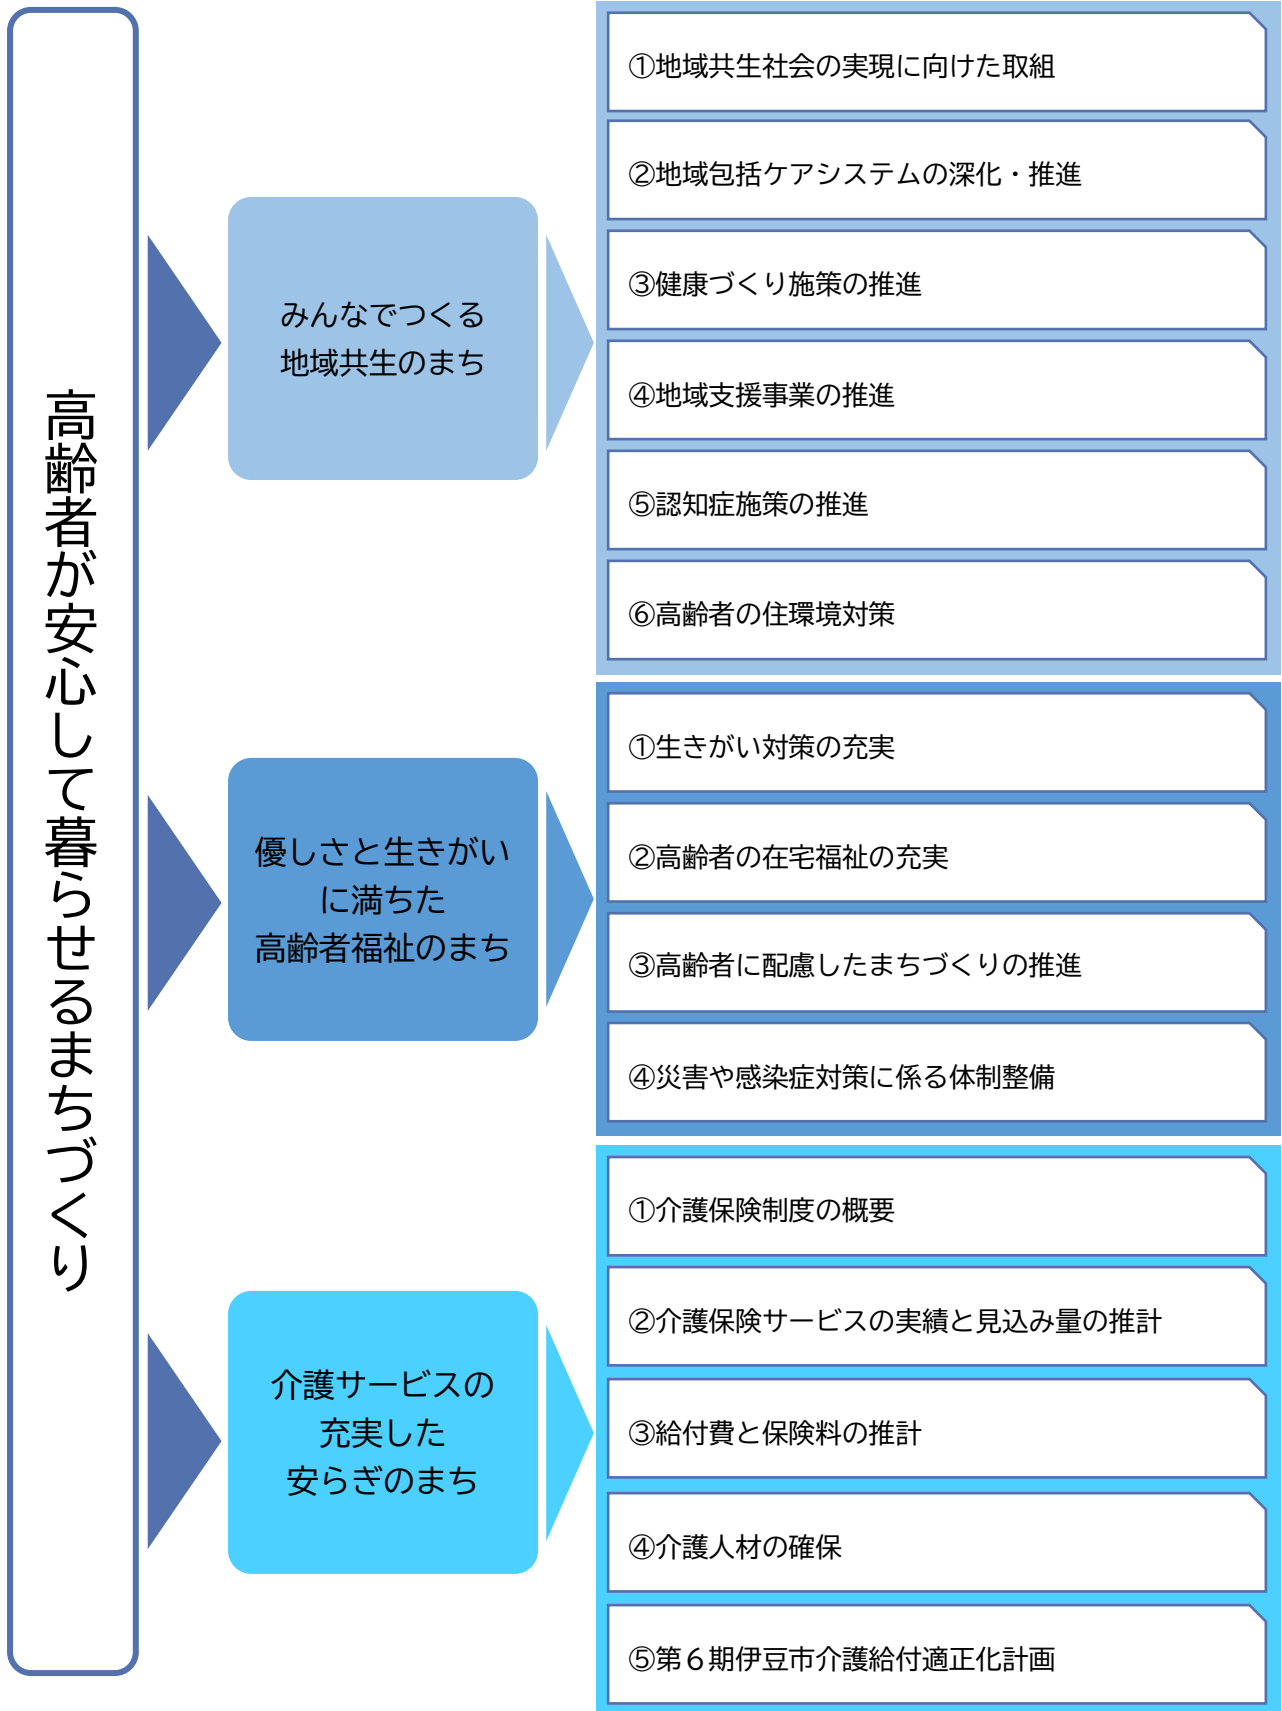 高齢者が安心して暮らせるまちづくり
みんなでつくる
地域共生のまち
①地域共生社会の実現に向けた取組
②地域包括ケアシステムの深化・推進
③健康づくり施策の推進
④地域支援事業の推進
⑤認知症施策の推進
⑥高齢者の住環境対策
優しさと生きがい
に満ちた
高齢者福祉のまち
①生きがい対策の充実
②高齢者の在宅福祉の充実
③高齢者に配慮したまちづくりの推進
④災害や感染症対策に係る体制整備
介護サービスの
充実した
安らぎのまち
①介護保険制度の概要
②介護保険サービスの実績と見込み量の推計
③給付費と保険料の推計
④介護人材の確保
⑤第６期伊豆市介護給付適正化計画